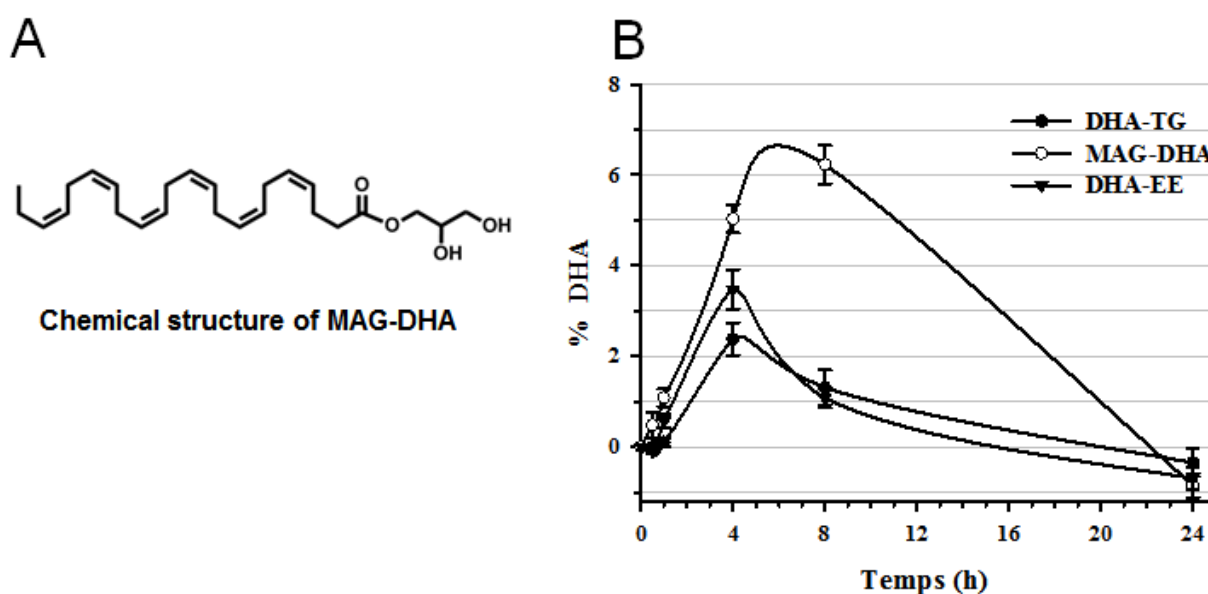 A
O
O
OH
OH
Chemical structure of MAG-DHA
B
DHA-TG
MAG-DHA
DHA-EE
% DHA
8
6
4
2
0
0 4 8 12 16 20 24
Temps (h)